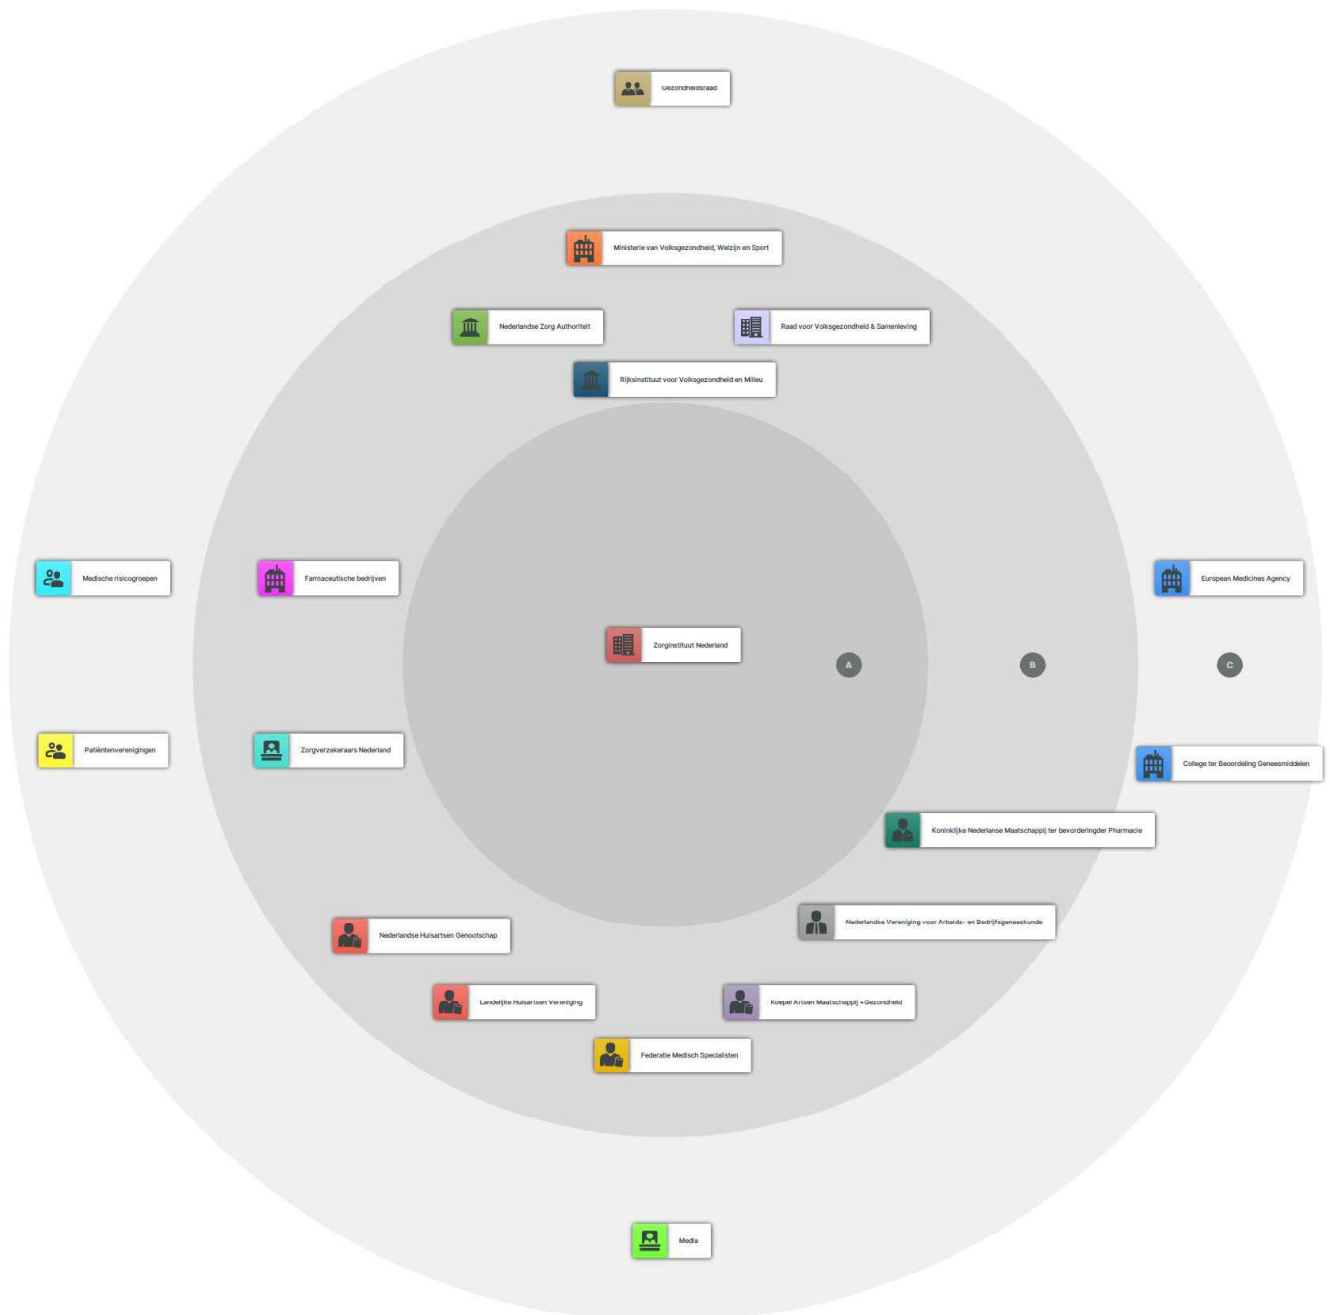 Gezondheidsraad
Ministerie van Volksgezondheid, Welzijn en Sport
Nederlandse Zorg Authoriteit
Raad voor Volksgezondheid & Samenleving
Rijksinstituut voor Volksgezondheid en Milieu
Medische risicogroepen
Farmaceutische bedrijven
European Medicines Agency
Zorginstituut Nederland
A
B
C
Patiëntenverenigingen
Zorgverzekeraars Nederland
College ter Beoordeling Geneesmiddelen
Koninklijke Nederlanse Maatschappij ter bevorderingder Pharmacie
Nederlandse Huisartsen Genootschap
Nederlandse Vereniging voor Arbeids- en Bedrijfsgeneeskunde
Landelijke Huisartsen Vereniging
Koepel Artsen Maatschappij +Gezondheid
Federatie Medisch Specialisten
Media